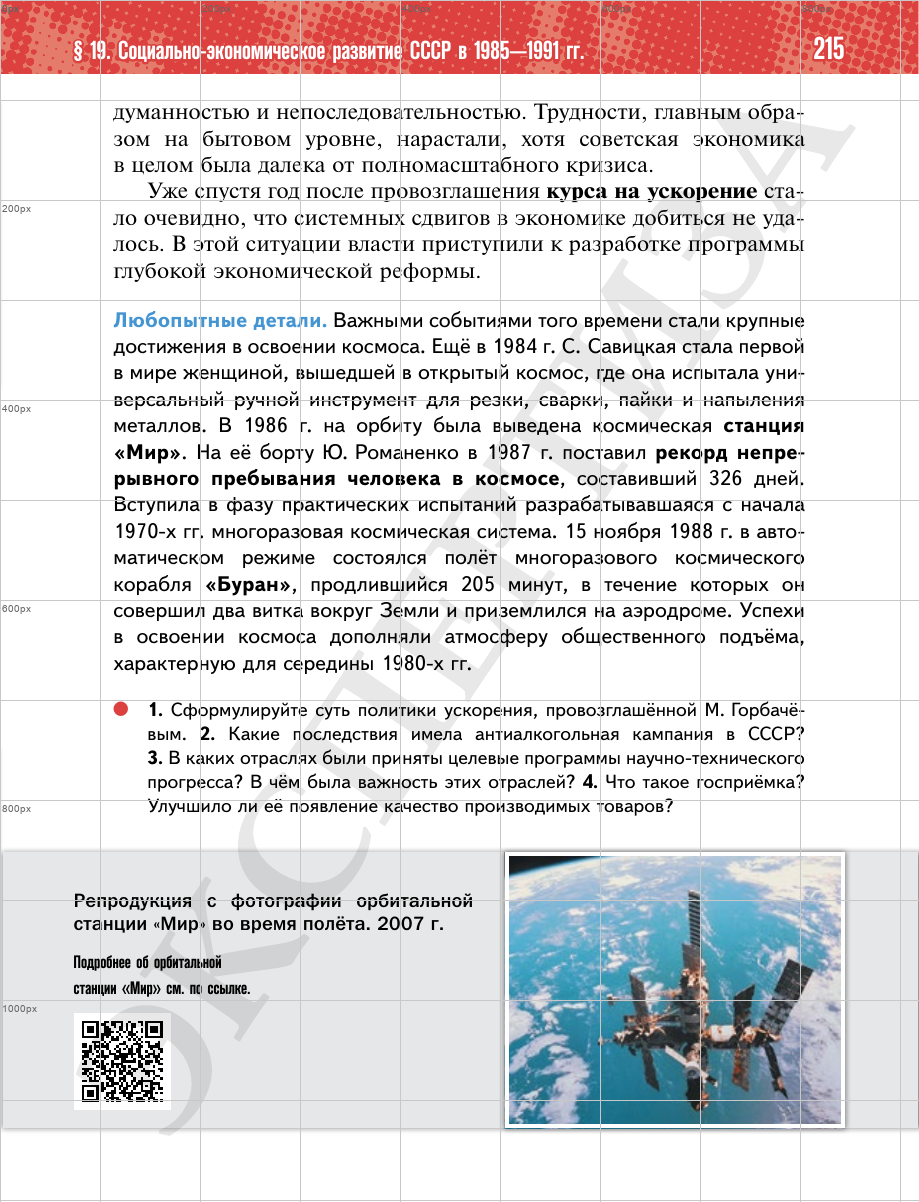 § 19. Социально-экономическое развитие СССР в 1985—1991 гг.
215
думанностью и непоследовательностью. Трудности, главным обра-
зом на бытовом уровне, нарастали, хотя советская экономика
в целом была далека от полномасштабного кризиса.
Уже спустя год после провозглашения курса на ускорение ста-
ло очевидно, что системных сдвигов в экономике добиться не уда-
лось. В этой ситуации власти приступили к разработке программы
глубокой экономической реформы.
200px
Любопытные детали. Важными событиями того времени стали крупные
достижения в освоении космоса. Ещё в 1984 г. С. Савицкая стала первой
в мире женщиной, вышедшей в открытый космос, где она испытала уни-
версальный ручной инструмент для резки, сварки, пайки и напыления
400px
металлов. В 1986 г. на орбиту была выведена космическая станция
«Мир». На её борту Ю. Романенко в 1987 г. поставил рекорд непре-
рывного пребывания человека в космосе, составивший 326 дней.
Вступила в фазу практических испытаний разрабатывавшаяся с начала
1970-х гг. многоразовая космическая система. 15 ноября 1988 г. в авто-
матическом режиме состоялся полёт многоразового космического
корабля «Буран», продлившийся 205 минут, в течение которых он
600px
совершил два витка вокруг Земли и приземлился на аэродроме. Успехи
в освоении космоса дополняли атмосферу общественного подъёма,
характерную для середины 1980-х гг.
1. Сформулируйте суть политики ускорения, провозглашённой М. Горбачё-
вым. 2. Какие последствия имела антиалкогольная кампания в СССР?
3. В каких отраслях были приняты целевые программы научно-технического
прогресса? В чём была важность этих отраслей? 4. Что такое госприёмка?
Улучшило ли её появление качество производимых товаров?
800px
Репродукция с фотографии орбитальной
станции «Мир» во время полёта. 2007 г.
Подробнее об орбитальной
станции «Мир» см. по ссылке.
1000px
ЭКСПЕРТИЗА